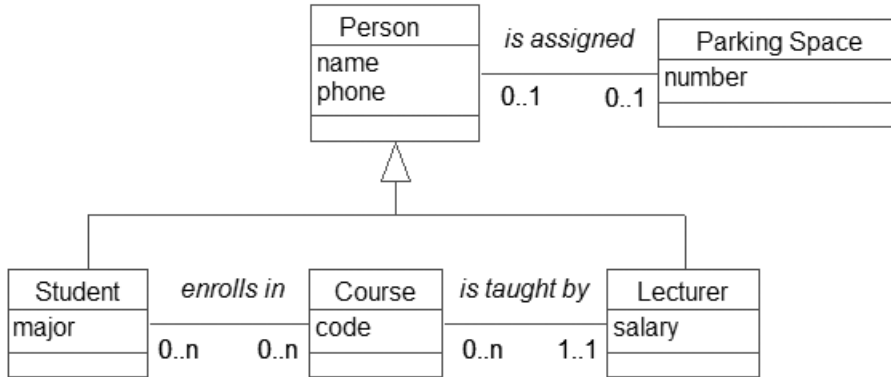 Person
name
phone
is assigned
0..1
0..1
Parking Space
number
Student
major
enrolls in
0..n
0..n
Course
code
is taught by
0..n
1..1
Lecturer
salary